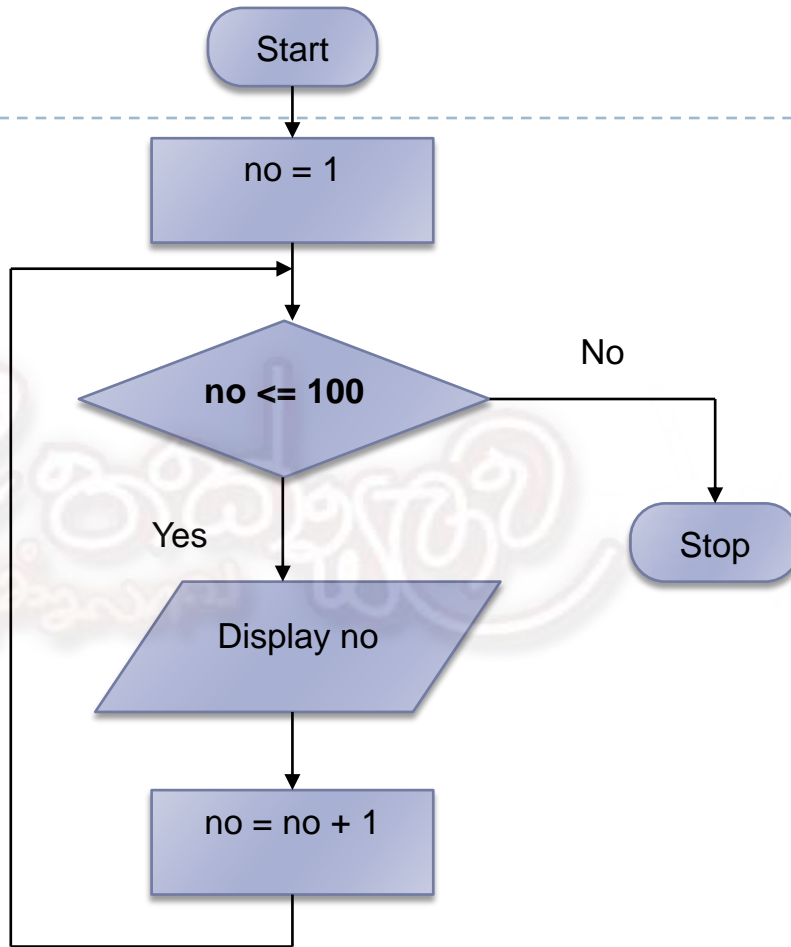 Start
no = 1
no <= 100
No
Yes
Stop
Display no
no = no + 1